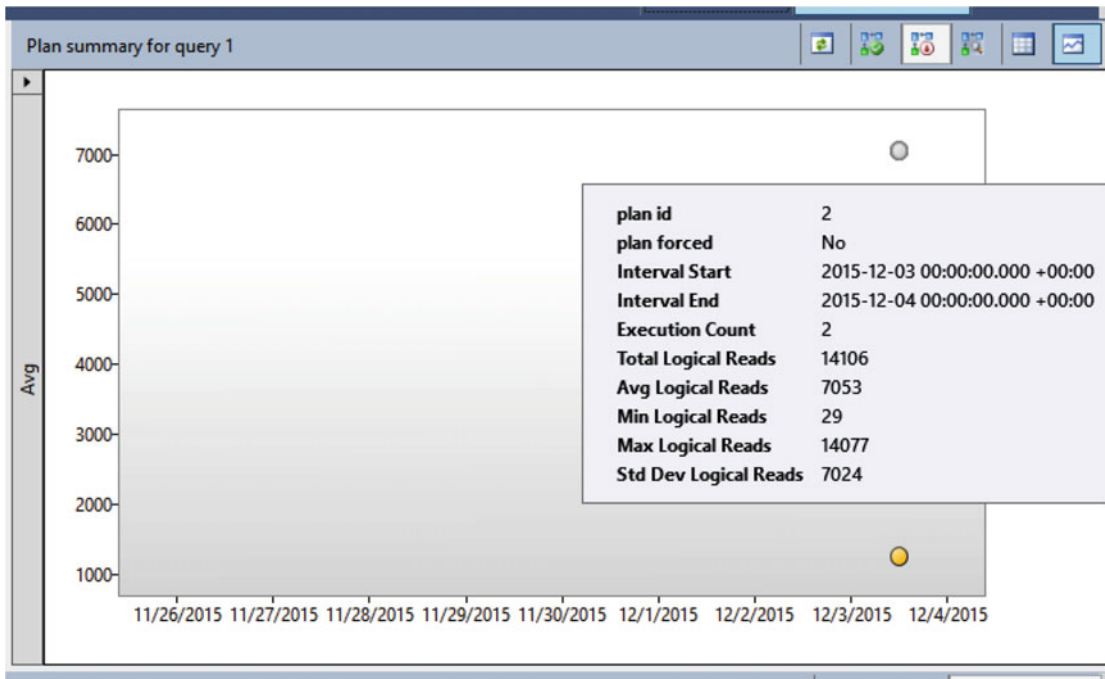 Plan summary for query 1
Avg
7000
6000
5000
4000
3000
2000
1000
plan id 2
plan forced No
Interval Start 2015-12-03 00:00:00.000 +00:00
Interval End 2015-12-04 00:00:00.000 +00:00
Execution Count 2
Total Logical Reads 14106
Avg Logical Reads 7053
Min Logical Reads 29
Max Logical Reads 14077
Std Dev Logical Reads 7024
11/26/2015 11/27/2015 11/28/2015 11/29/2015 11/30/2015 12/1/2015 12/2/2015 12/3/2015 12/4/2015